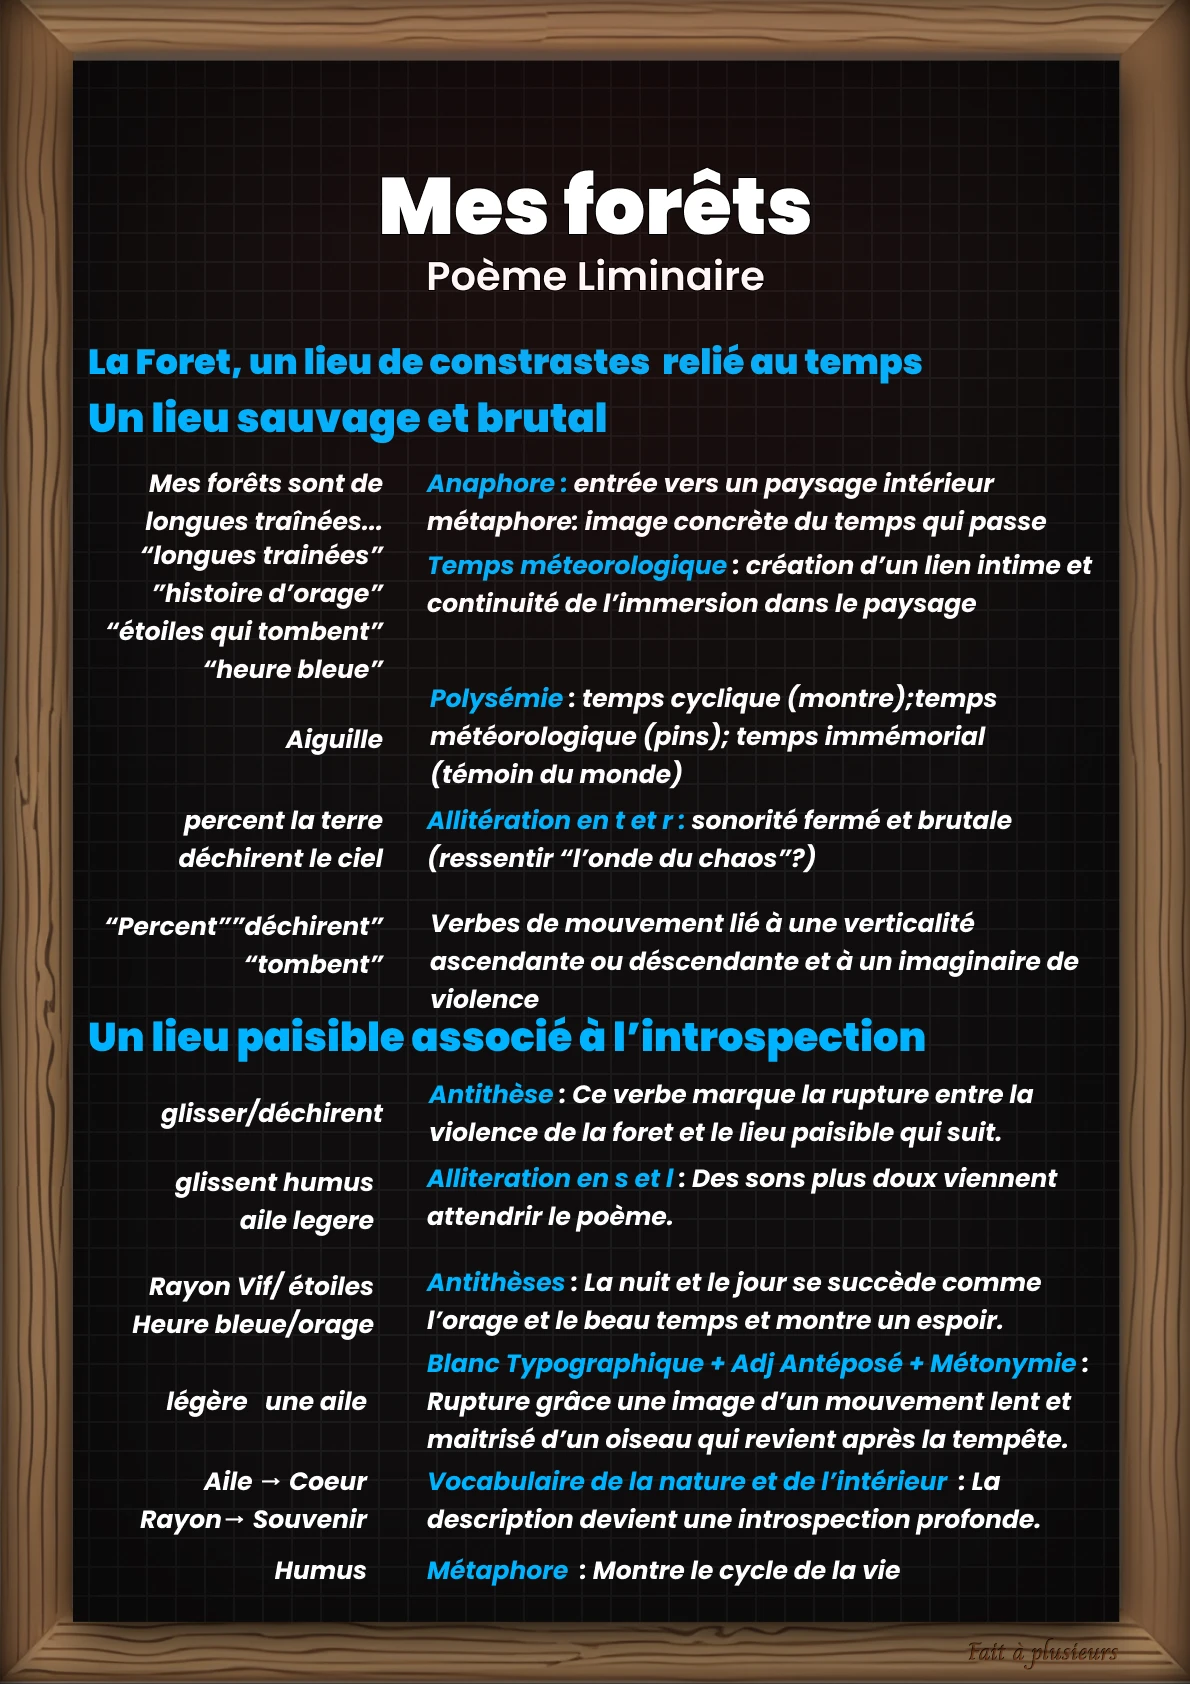 Mes forêts
Poème Liminaire
La Foret, un lieu de constrastes relié au temps
Un lieu sauvage et brutal
Mes forêts sont de
longues traînées...
Anaphore : entrée vers un paysage intérieur
métaphore: image concrète du temps qui passe
“longues trainées”
”histoire d’orage”
“étoiles qui tombent”
“heure bleue”
Temps méteorologique : création d’un lien intime et
continuité de l’immersion dans le paysage
Aiguille
Polysémie : temps cyclique (montre);temps
météorologique (pins); temps immémorial
(témoin du monde)
percent la terre
déchirent le ciel
Allitération en t et r : sonorité fermé et brutale
(ressentir “l’onde du chaos”?)
“Percent””déchirent”
“tombent”
Verbes de mouvement lié à une verticalité
ascendante ou déscendante et à un imaginaire de
violence
Un lieu paisible associé à l’introspection
glisser/déchirent
Antithèse : Ce verbe marque la rupture entre la
violence de la foret et le lieu paisible qui suit.
glissent humus
aile legere
Alliteration en s et l : Des sons plus doux viennent
attendrir le poème.
Rayon Vif/ étoiles
Heure bleue/orage
Antithèses : La nuit et le jour se succède comme
l’orage et le beau temps et montre un espoir.
légère une aile
Blanc Typographique + Adj Antéposé + Métonymie :
Rupture grâce une image d’un mouvement lent et
maitrisé d’un oiseau qui revient après la tempête.
Aile → Coeur
Rayon→ Souvenir
Vocabulaire de la nature et de l’intérieur : La
description devient une introspection profonde.
Humus
Métaphore : Montre le cycle de la vie
Fait à plusieurs